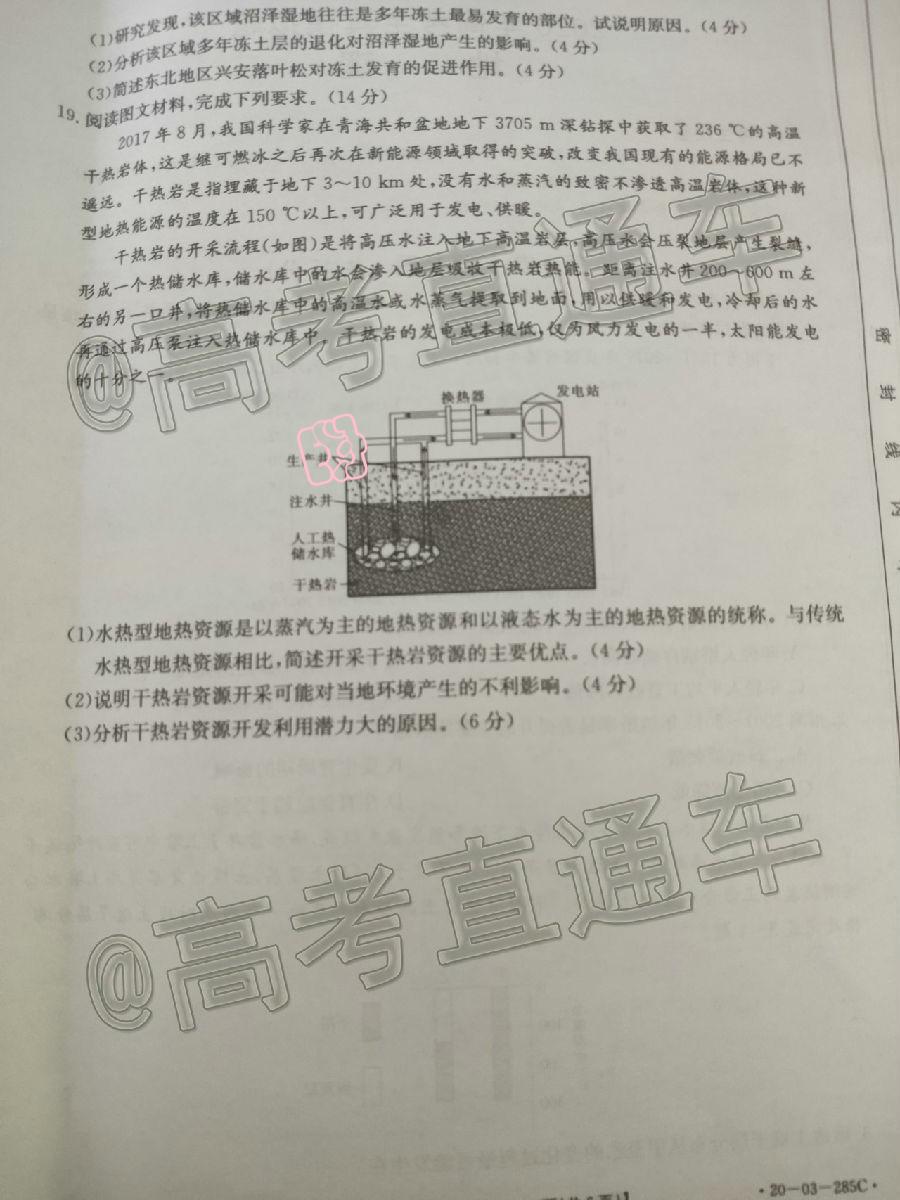 (1)研究发现,该区域沼泽湿地往往是多年冻土最易发育的部位。试说明原因。(4分)
(2)分析该区域多年冻土层的退化对沼泽湿地产生的影响。(4分)
(3)简述东北地区兴安落叶松对冻土发育的促进作用。(4分)
19. 阅读图文材料,完成下列要求。(14分)
2017年8月,我国科学家在青海共和盆地地下3705 m深钻探中获取了236 ℃的高温
干热岩体,这是继可燃冰之后再次在新能源领域取得的突破,改变我国现有的能源格局已不
遥远。干热岩是指埋藏于地下3~10 km处,没有水和蒸汽的致密不渗透高温岩体,这种新
型地热能源的温度在150 ℃以上,可广泛用于发电、供暖。
干热岩的开采流程(如图)是将高压水注入地下高温岩层,高压水会压裂地层产生裂缝,
形成一个热储水库,储水库中的水会渗入地层吸收干热岩热能。距离注水井200~600 m左
右的另一口井,将热储水库中的高温水或水蒸气提取到地面,用以供暖和发电,冷却后的水
再通过高压泵注入热储水库中。干热岩的发电成本极低,仅为风力发电的一半,太阳能发电
的十分之一。
换热器
发电站
生产井
注水井
人工热
储水库
干热岩
(1)水热型地热资源是以蒸汽为主的地热资源和以液态水为主的地热资源的统称。与传统
水热型地热资源相比,简述开采干热岩资源的主要优点。(4分)
(2)说明干热岩资源开采可能对当地环境产生的不利影响。(4分)
(3)分析干热岩资源开发利用潜力大的原因。(6分)
@高考直通车
@高考直通车
密
封
线
内
·20-03-285C·